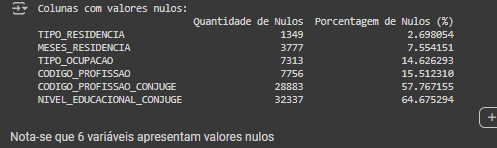 Colunas com valores nulos:
Quantidade de Nulos Porcentagem de Nulos (%)
TIPO_RESIDENCIA 1349 2.698054
MESES_RESIDENCIA 3777 7.554151
TIPO_OCUPACAO 7313 14.626293
CODIGO_PROFISSAO 7756 15.512310
CODIGO_PROFISSAO_CONJUGE 28883 57.767155
NIVEL_EDUCACIONAL_CONJUGE 32337 64.675294
Nota-se que 6 variáveis apresentam valores nulos